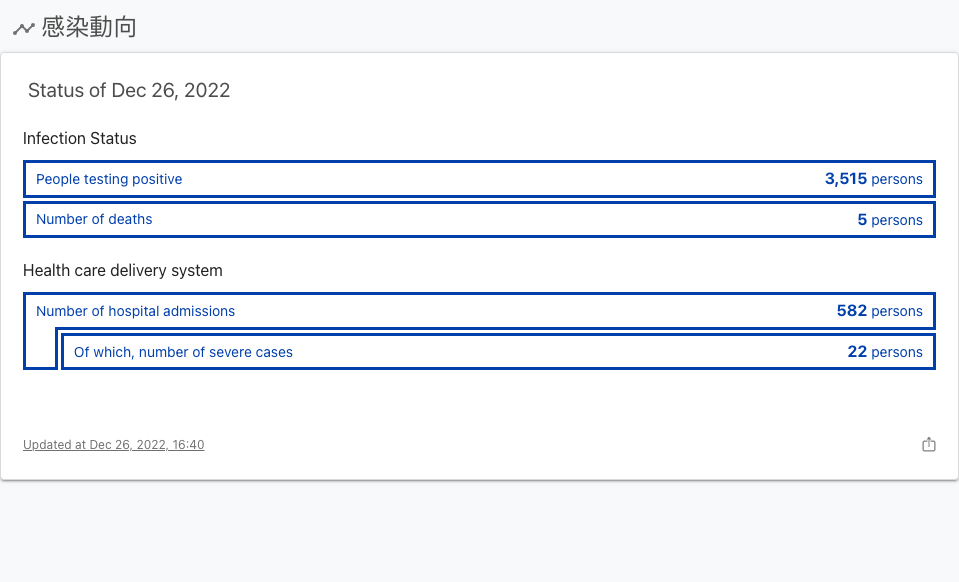 感染動向
Status of Dec 26, 2022
Infection Status
People testing positive 3,515 persons
Number of deaths 5 persons
Health care delivery system
Number of hospital admissions 582 persons
Of which, number of severe cases 22 persons
Updated at Dec 26, 2022, 16:40